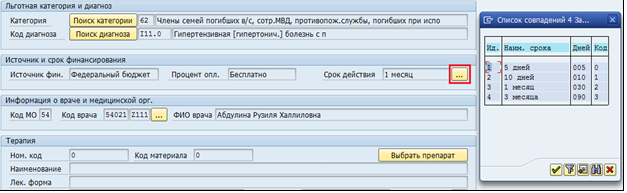 Льготная категория и диагноз
Категория Поиск категории 62 Члены семей погибших в/с, сотр.МВД, противопож.службы, погибших при испо
Код диагноза Поиск диагноза I11.0 Гипертензивная [гипертонич.] болезнь с п
Источник и срок финансирования
Источник фин. Федеральный бюджет Процент опл. Бесплатно Срок действия 1 месяц ...
Информация о враче и медицинской орг.
Код МО 54 Код врача 54021 Z111 ... ФИО врача Абдулина Рузиля Халлиловна
Терапия
Ном. код 0 Код материала 0 Выбрать препарат
Наименование
Лек. форма
Список совпадений 4 За...
Ид. Наим. срока Дней Код
1 5 дней 005 0
2 10 дней 010 1
3 1 месяц 030 2
4 3 месяца 090 3